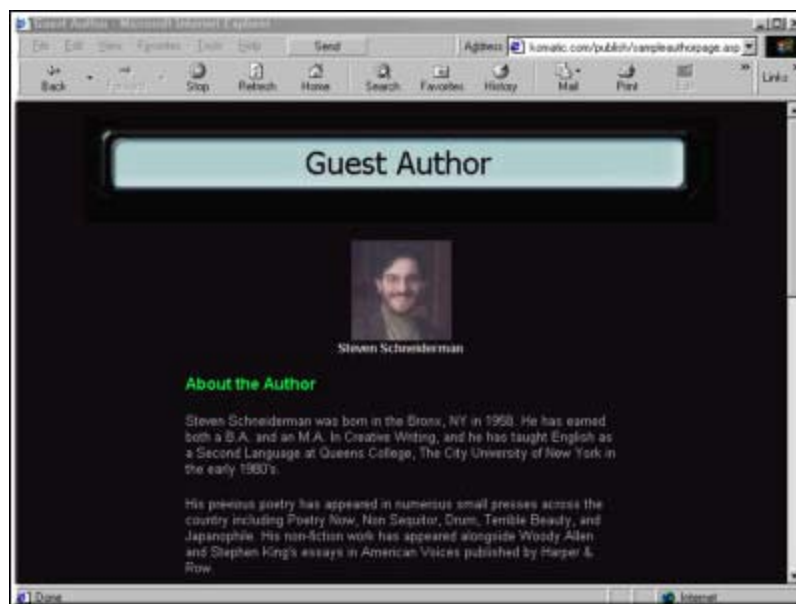 Guest Author - Microsoft Internet Explorer
File Edit View Favorites Tools Help Send Address komatic.com/publish/sampleauthorpage.asp
Back Forward Stop Refresh Home Search Favorites History Mail Print Edit » Links »
Guest Author
Steven Schneiderman
About the Author
Steven Schneiderman was born in the Bronx, NY in 1958. He has earned
both a B.A. and an M.A. In Creative Writing, and he has taught English as
a Second Language at Queens College, The City University of New York in
the early 1980's.
His previous poetry has appeared in numerous small presses across the
country including Poetry Now, Non Sequitor, Drum, Terrible Beauty, and
Japanophile. His non-fiction work has appeared alongside Woody Allen
and Stephen King's essays in American Voices published by Harper &
Row.
Done Internet